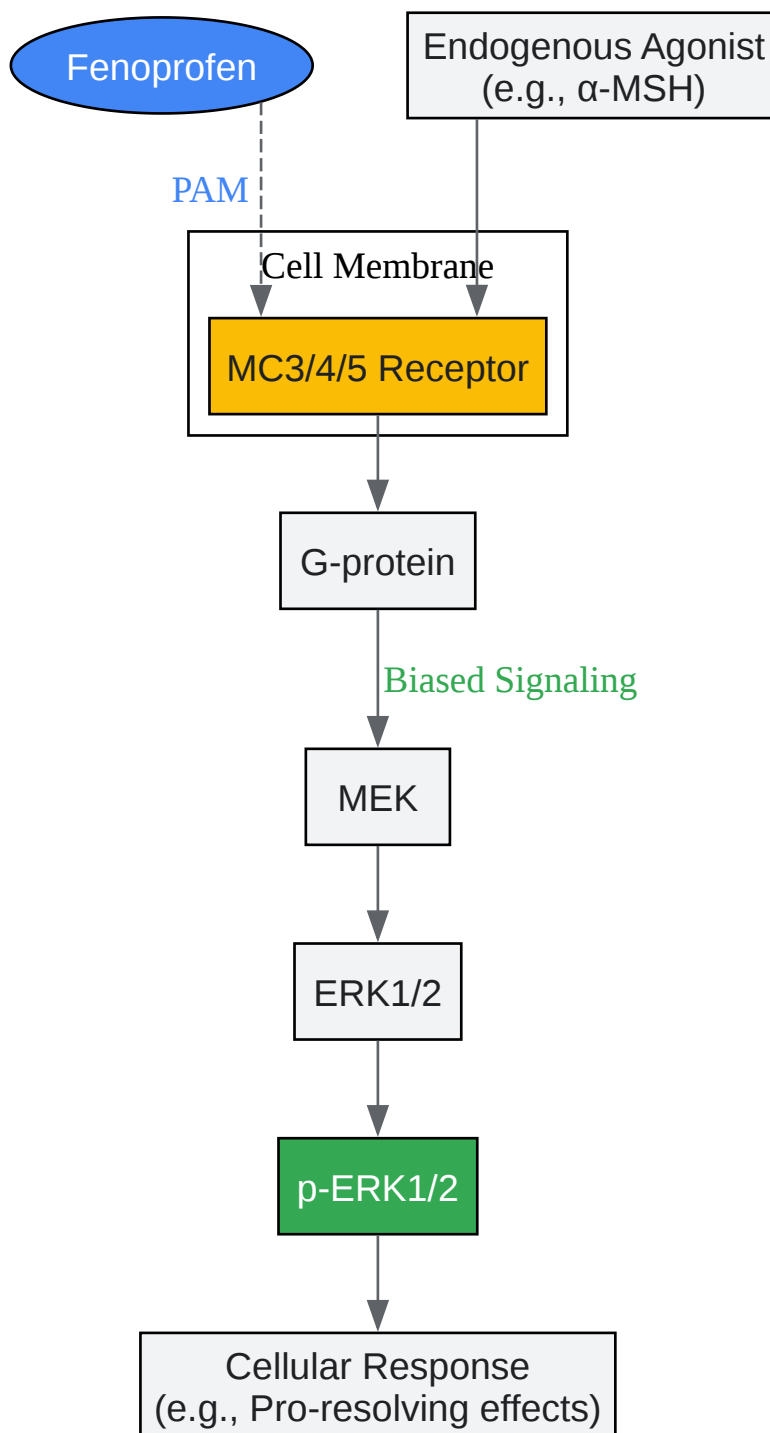 Fenoprofen
Endogenous Agonist
(e.g., α-MSH)
PAM
Cell Membrane
MC3/4/5 Receptor
G-protein
Biased Signaling
MEK
ERK1/2
p-ERK1/2
Cellular Response
(e.g., Pro-resolving effects)